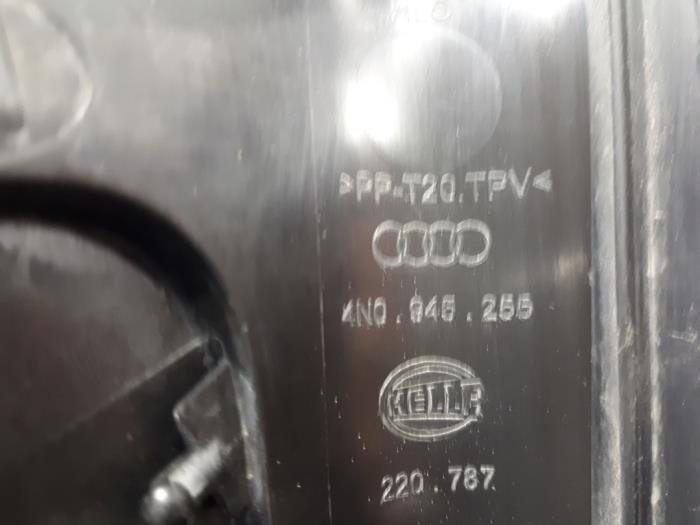 >PP-T20.TPV<
4N0.945.255
HELLA
220.787